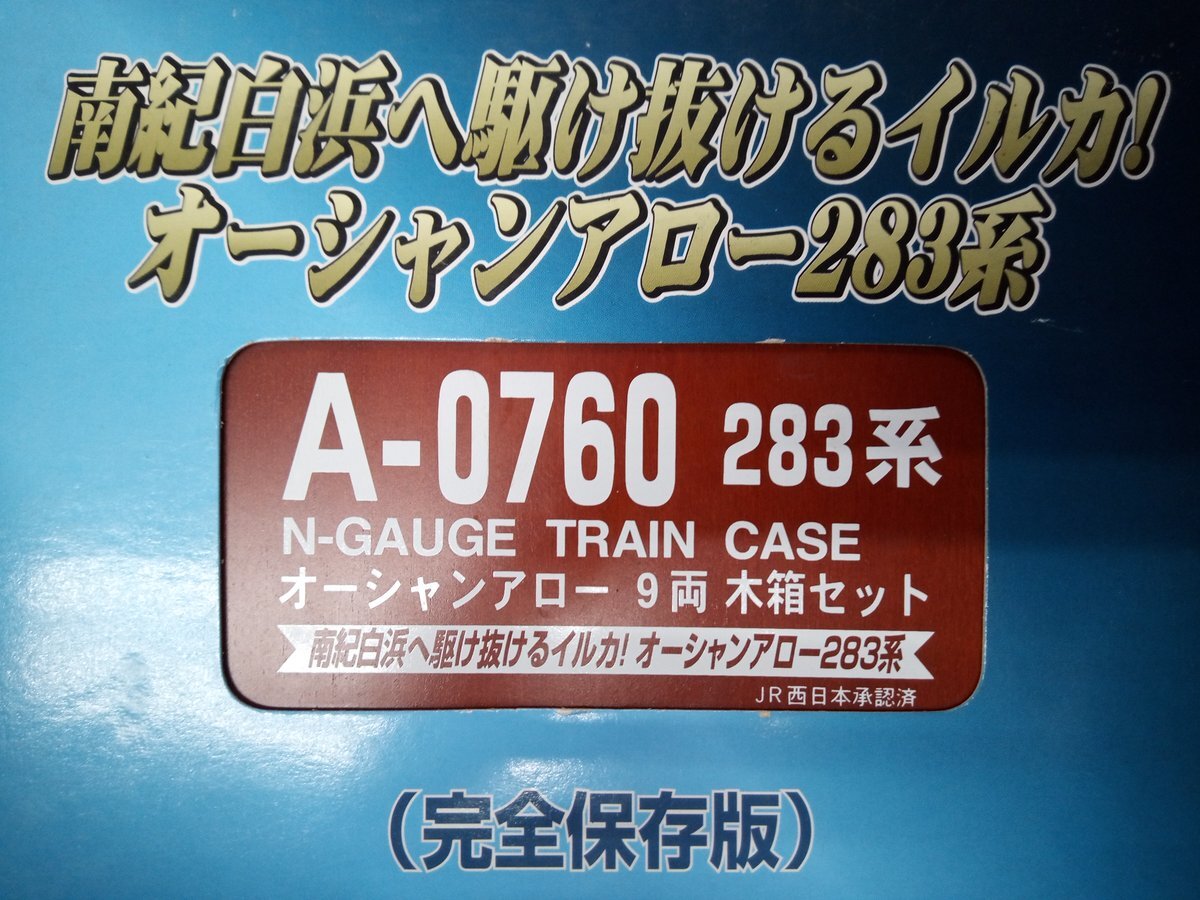 南紀白浜へ駆け抜けるイルカ!
オーシャンアロー283系
A-0760 283系
N-GAUGE TRAIN CASE
オーシャンアロー 9両 木箱セット
南紀白浜へ駆け抜けるイルカ! オーシャンアロー283系
JR西日本承認済
(完全保存版)